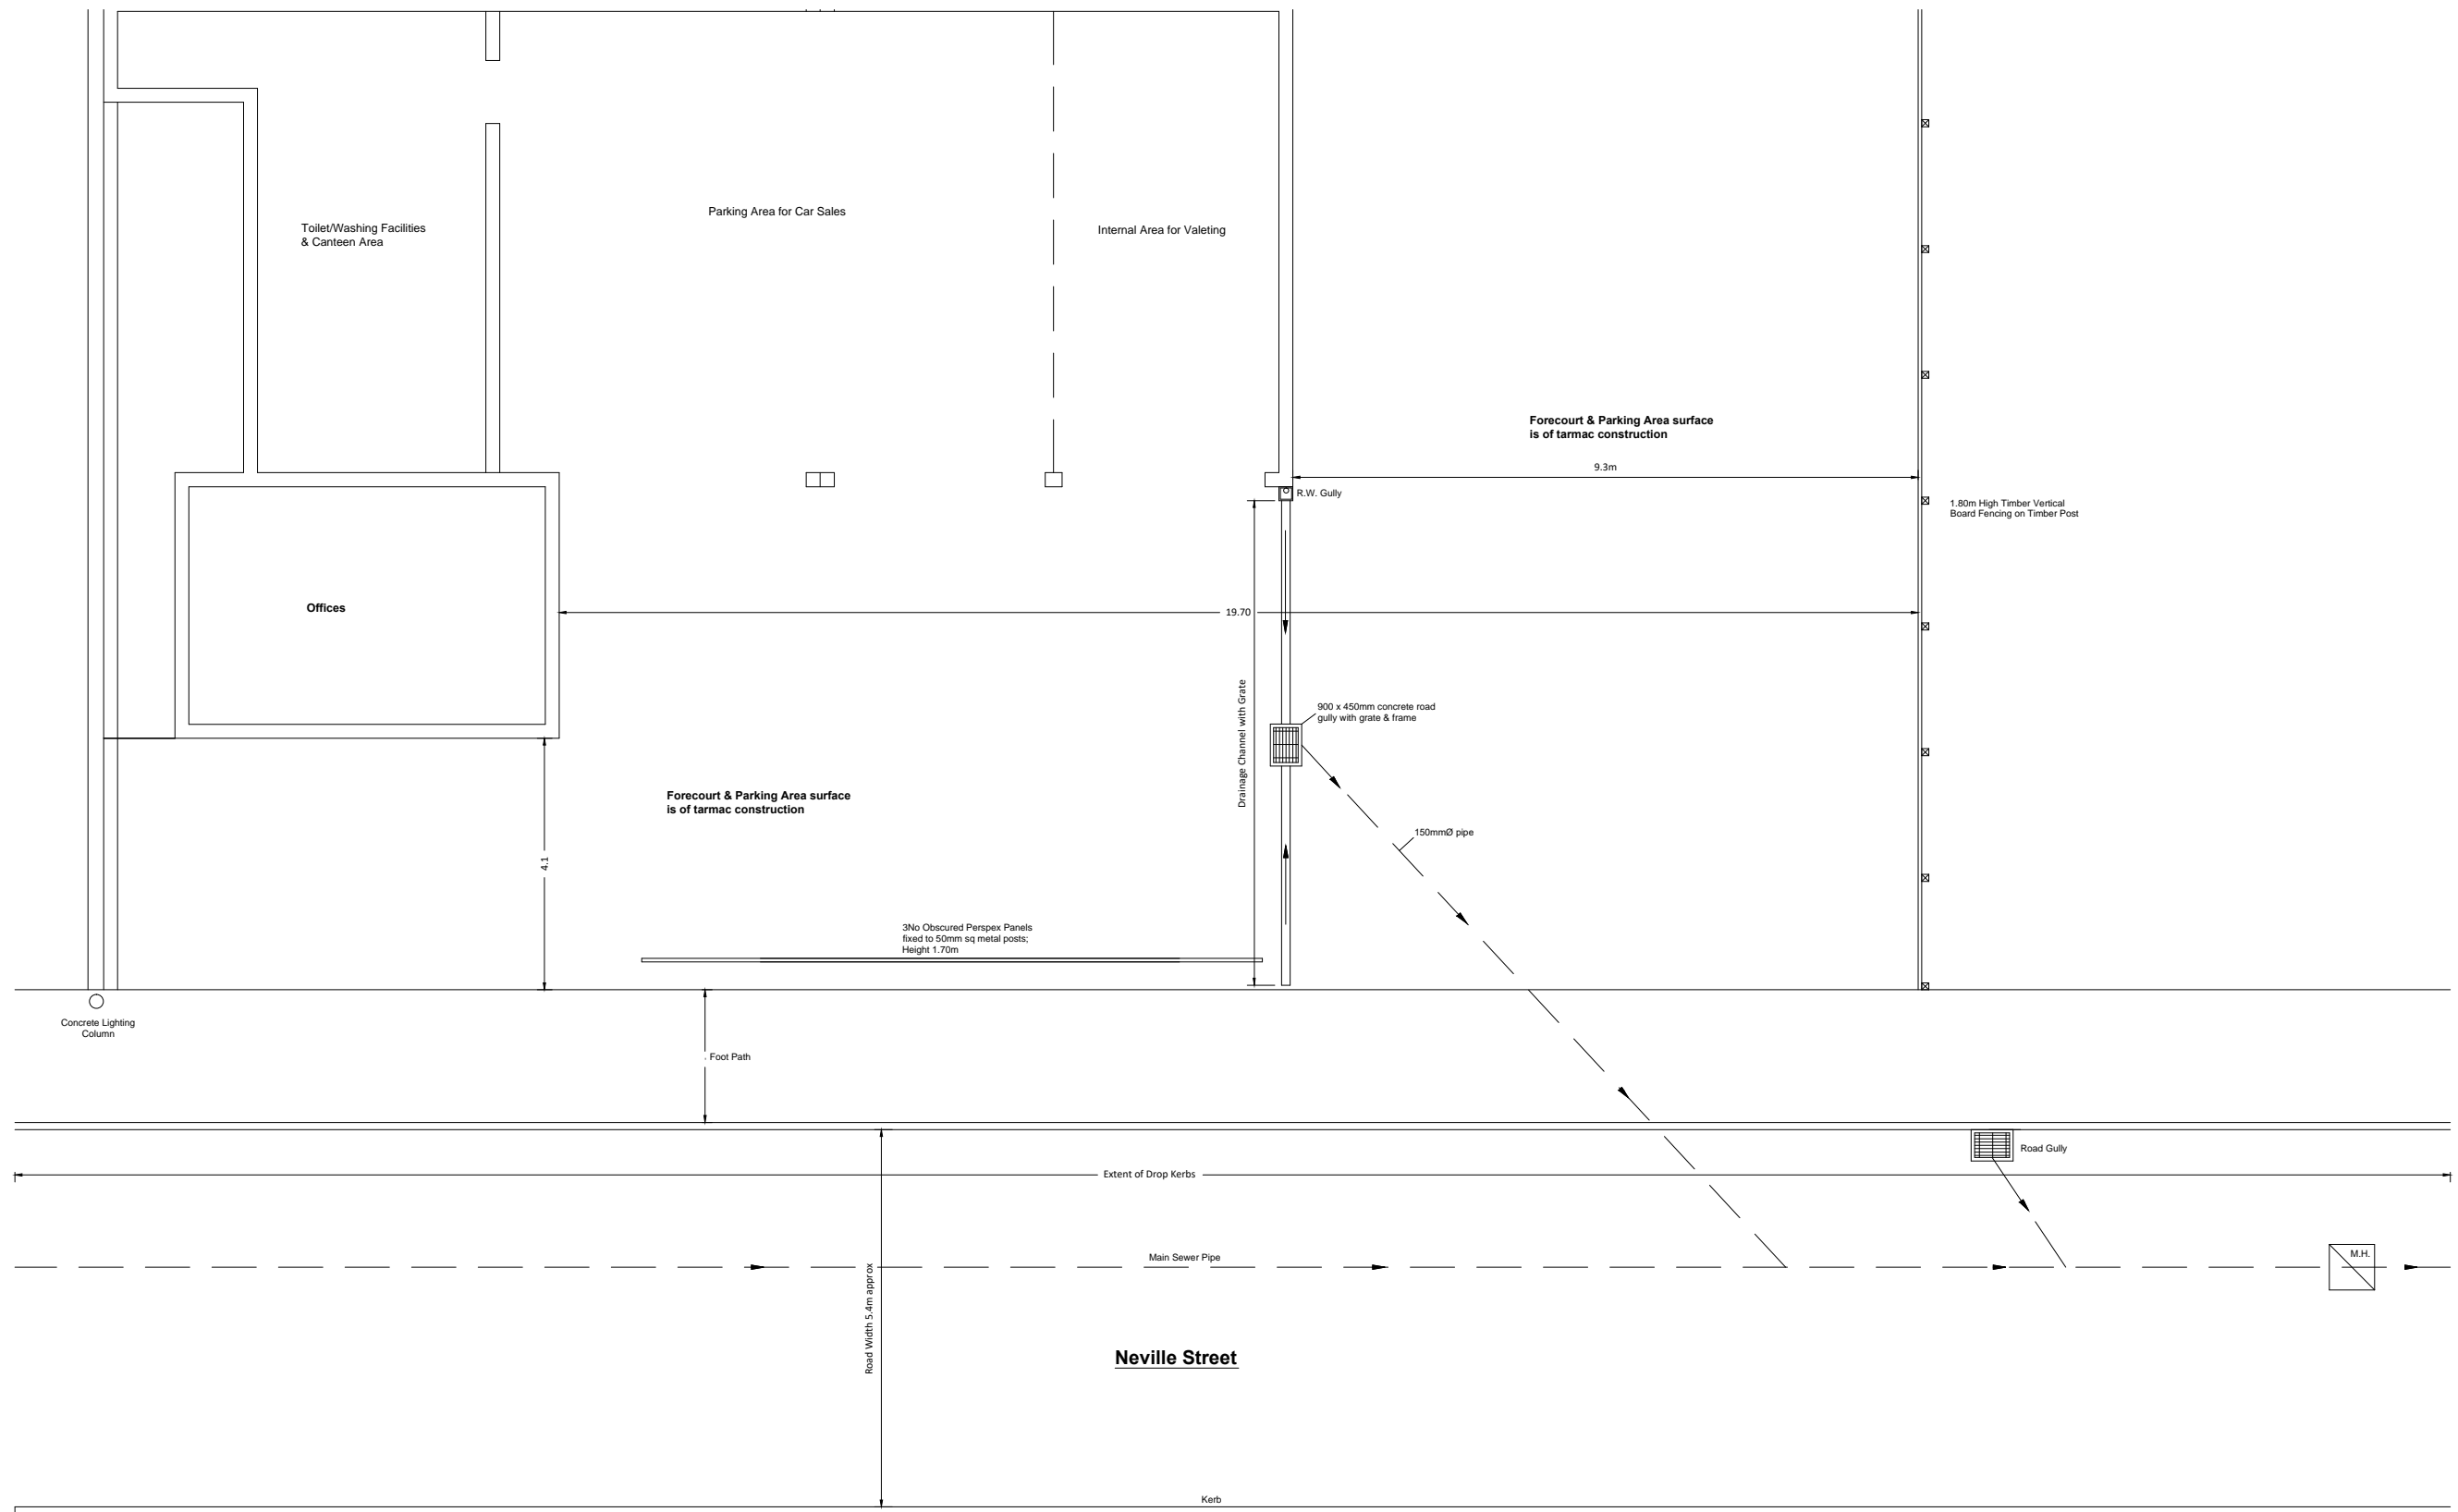 Parking Area for Car Sales
Toilet/Washing Facilities
& Canteen Area
Internal Area for Valeting
Forecourt & Parking Area surface
is of tarmac construction
9.3m
R.W. Gully
1.80m High Timber Vertical
Board Fencing on Timber Post
Offices
19.70
Drainage Channel with Grate
900 x 450mm concrete road
gully with grate & frame
Forecourt & Parking Area surface
is of tarmac construction
150mmØ pipe
4.1
3No Obscured Perspex Panels
fixed to 50mm sq metal posts;
Height 1.70m
Concrete Lighting
Column
Foot Path
Road Gully
Extent of Drop Kerbs
Main Sewer Pipe
M.H.
Road Width 5.4m approx
Neville Street
Kerb